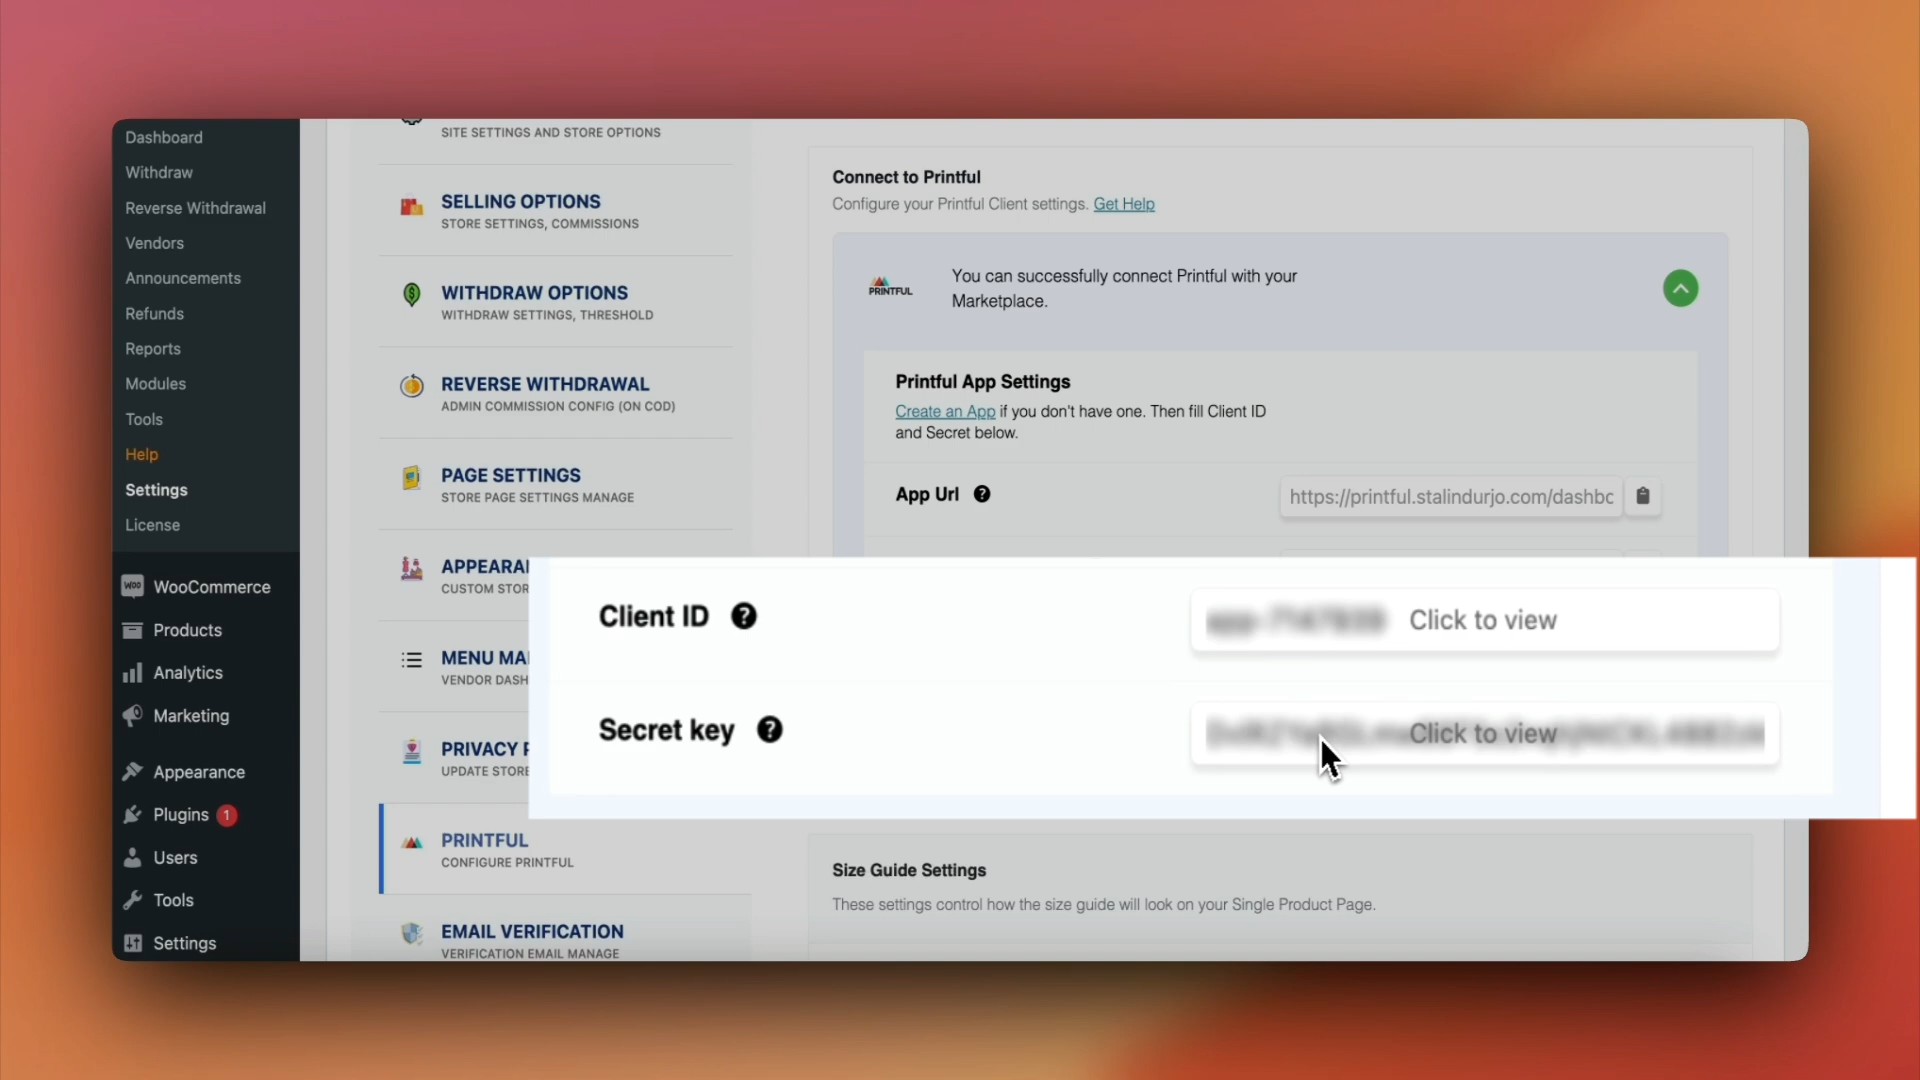 Dashboard
Withdraw
Reverse Withdrawal
Vendors
Announcements
Refunds
Reports
Modules
Tools
Help
Settings
License
WooCommerce
Products
Analytics
Marketing
Appearance
Plugins 1
Users
Tools
Settings
SITE SETTINGS AND STORE OPTIONS
SELLING OPTIONS
STORE SETTINGS, COMMISSIONS
WITHDRAW OPTIONS
WITHDRAW SETTINGS, THRESHOLD
REVERSE WITHDRAWAL
ADMIN COMMISSION CONFIG (ON COD)
PAGE SETTINGS
STORE PAGE SETTINGS MANAGE
CUSTOM
MENU
VENDOR
PRIVACY
UPDATE STORE
PRINTFUL
CONFIGURE PRINTFUL
EMAIL VERIFICATION
VERIFICATION EMAIL MANAGE
Connect to Printful
Configure your Printful Client settings. Get Help
PRINTFUL
You can successfully connect Printful with your
Marketplace.
Printful App Settings
Create an App if you don't have one. Then fill Client ID
and Secret below.
App Url
https://printful.stalindurjo.com/dashbc
Client ID
Click to view
Secret key
Click to view
Size Guide Settings
These settings control how the size guide will look on your Single Product Page.